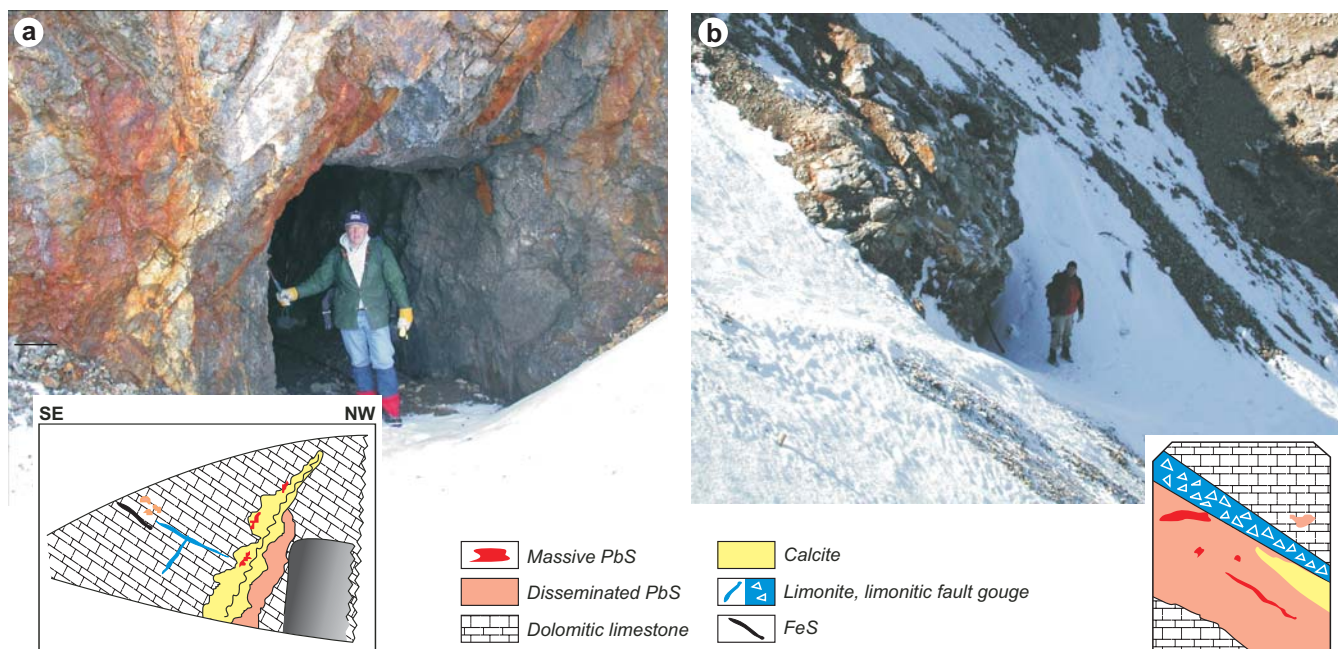 a
b
SE NW
Massive PbS
Disseminated PbS
Dolomitic limestone
Calcite
Limonite, limonitic fault gouge
FeS